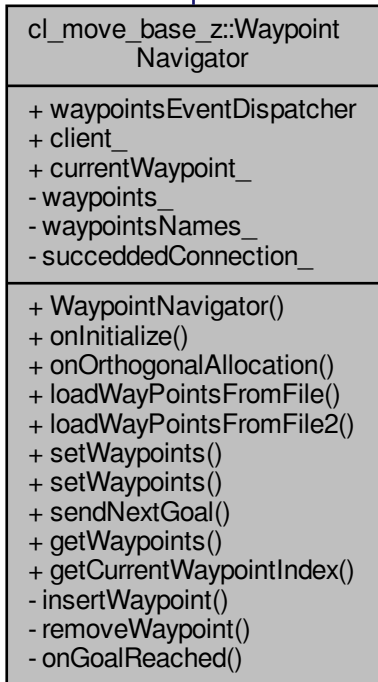 cl_move_base_z::Waypoint
Navigator
+ waypointsEventDispatcher
+ client_
+ currentWaypoint_
- waypoints_
- waypointsNames_
- succeddedConnection_
+ WaypointNavigator()
+ onInitialize()
+ onOrthogonalAllocation()
+ loadWayPointsFromFile()
+ loadWayPointsFromFile2()
+ setWaypoints()
+ setWaypoints()
+ sendNextGoal()
+ getWaypoints()
+ getCurrentWaypointIndex()
- insertWaypoint()
- removeWaypoint()
- onGoalReached()